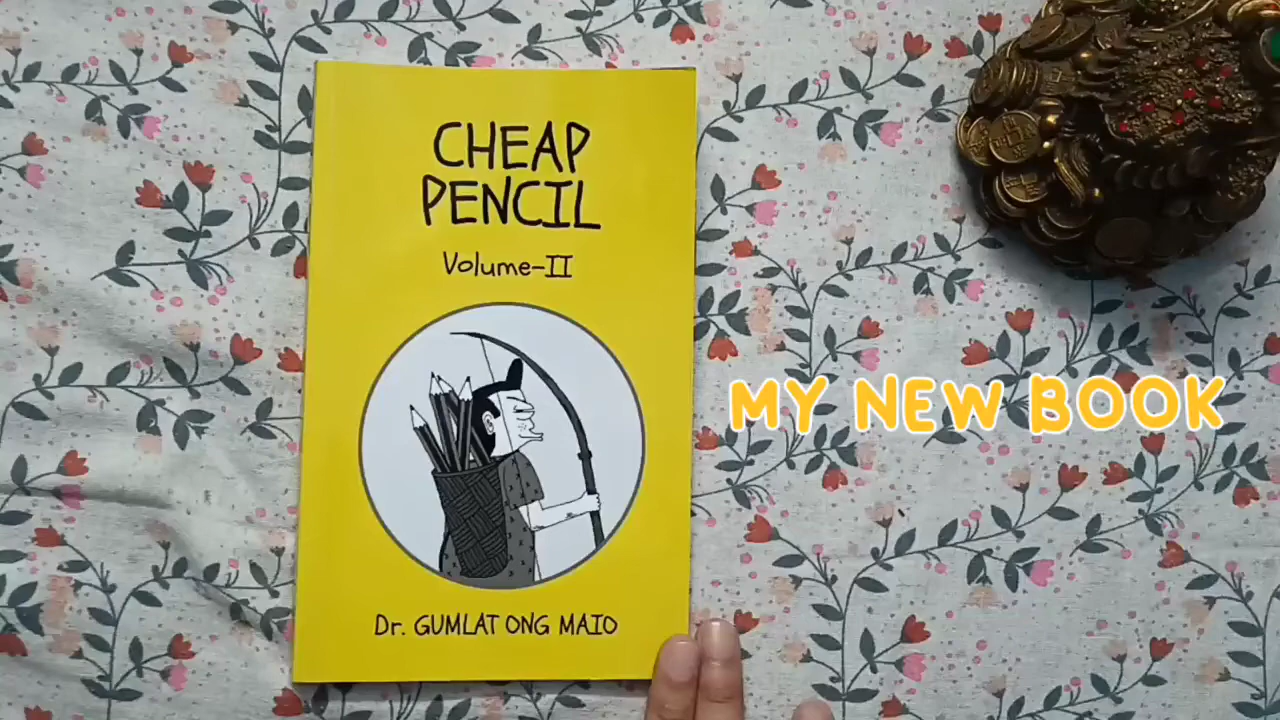 CHEAP
PENCIL
Volume-II
Dr. GUMLAT ONG MAIO
MY NEW BOOK